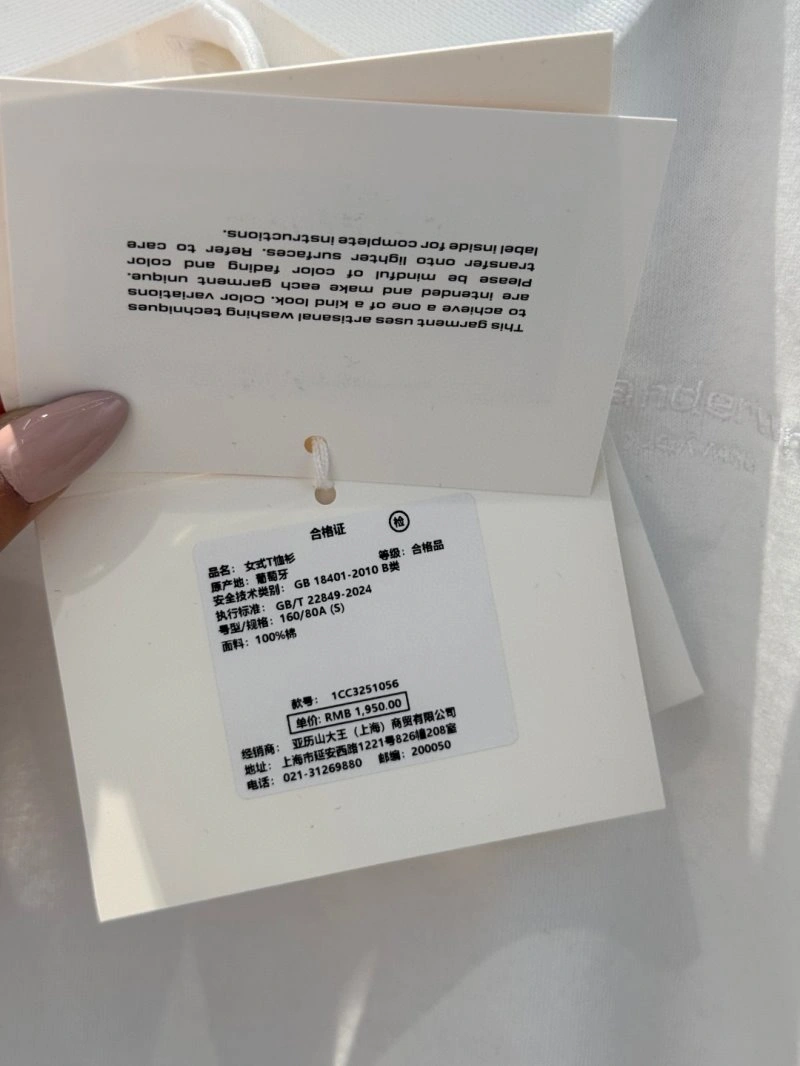 This garment uses artisanal washing techniques
to achieve a one of a kind look. Color variations
are intended and make each garment unique.
Please be mindful of color fading and color
transfer onto lighter surfaces. Refer to care
label inside for complete instructions.
合格证 检
品名: 女式T恤衫 等级: 合格品
原产地: 葡萄牙
安全技术类别: GB 18401-2010 B类
执行标准: GB/T 22849-2024
号型/规格: 160/80A (S)
面料: 100%棉
款号: 1CC3251056
单价: RMB 1,950.00
经销商: 亚历山大王（上海）商贸有限公司
地址: 上海市延安西路1221号826幢208室
电话: 021-31269880 邮编: 200050